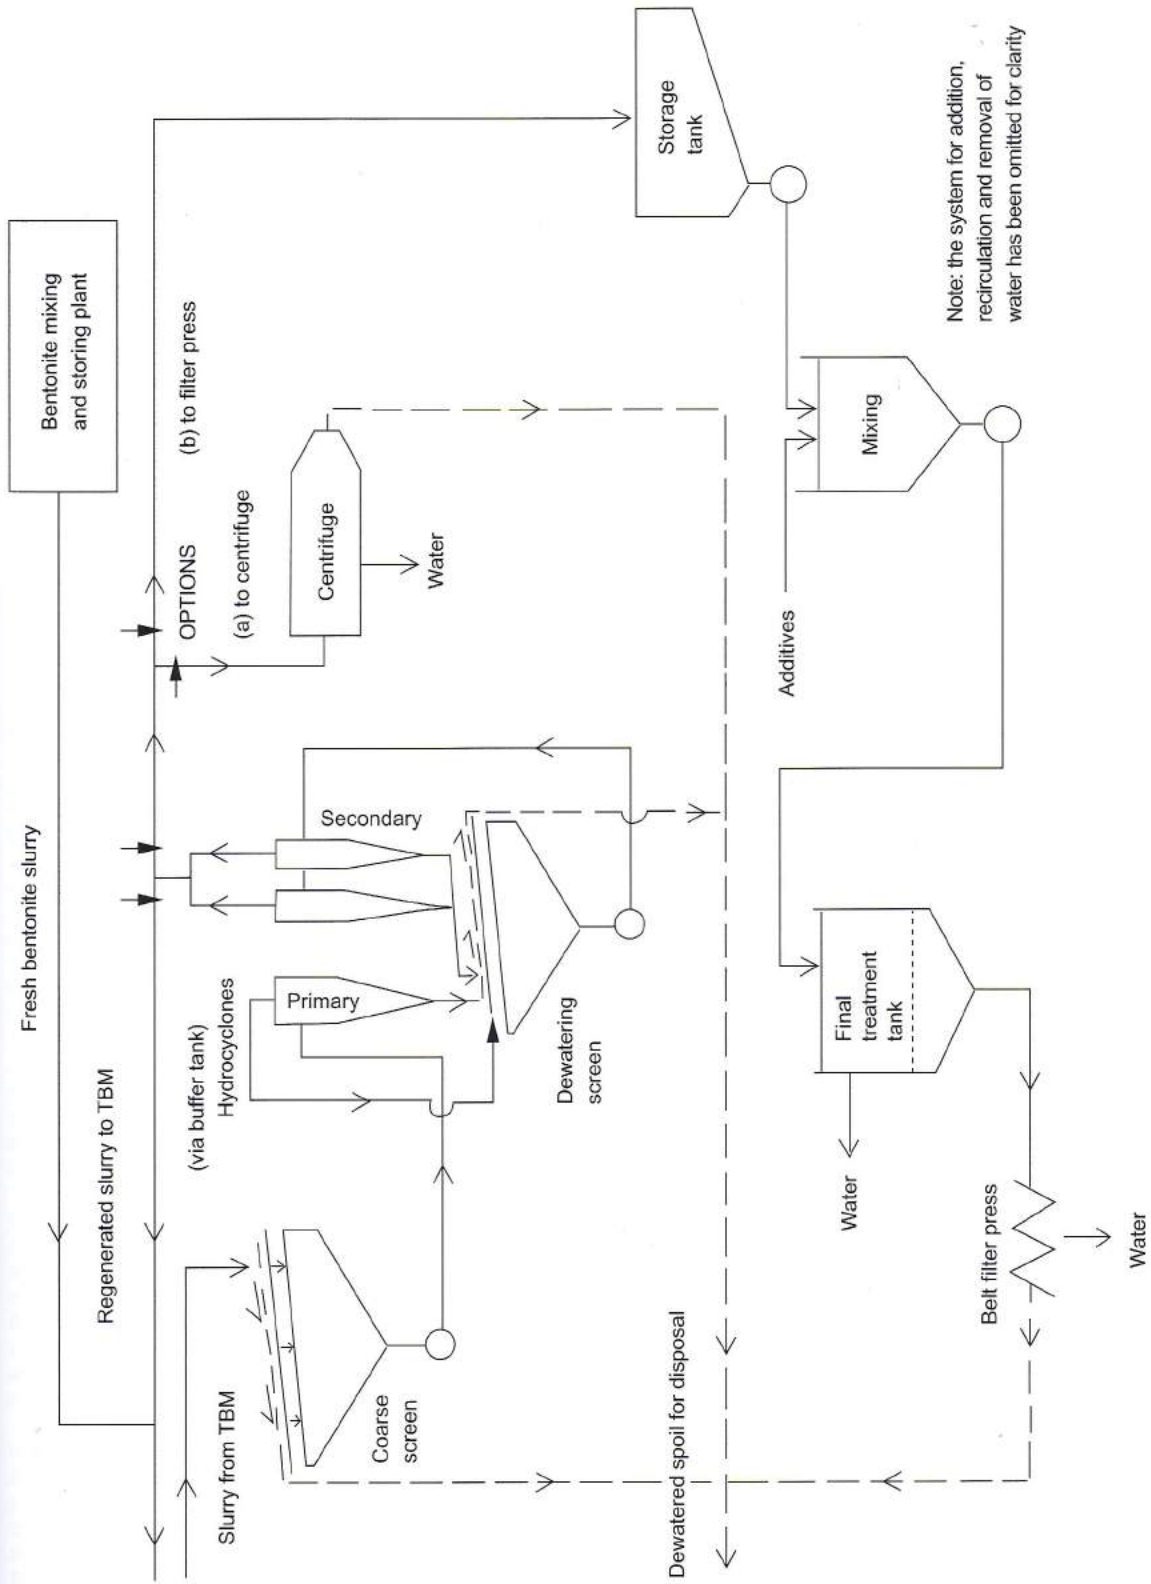 Fresh bentonite slurry
Bentonite mixing
and storing plant
Regenerated slurry to TBM
(via buffer tank)
Hydrocyclones
OPTIONS
(a) to centrifuge
(b) to filter press
Slurry from TBM
Coarse
screen
Primary
Secondary
Dewatering
screen
Centrifuge
Water
Storage
tank
Dewatered spoil for disposal
Additives
Mixing
Final
treatment
tank
Water
Belt filter press
Water
Note: the system for addition,
recirculation and removal of
water has been omitted for clarity